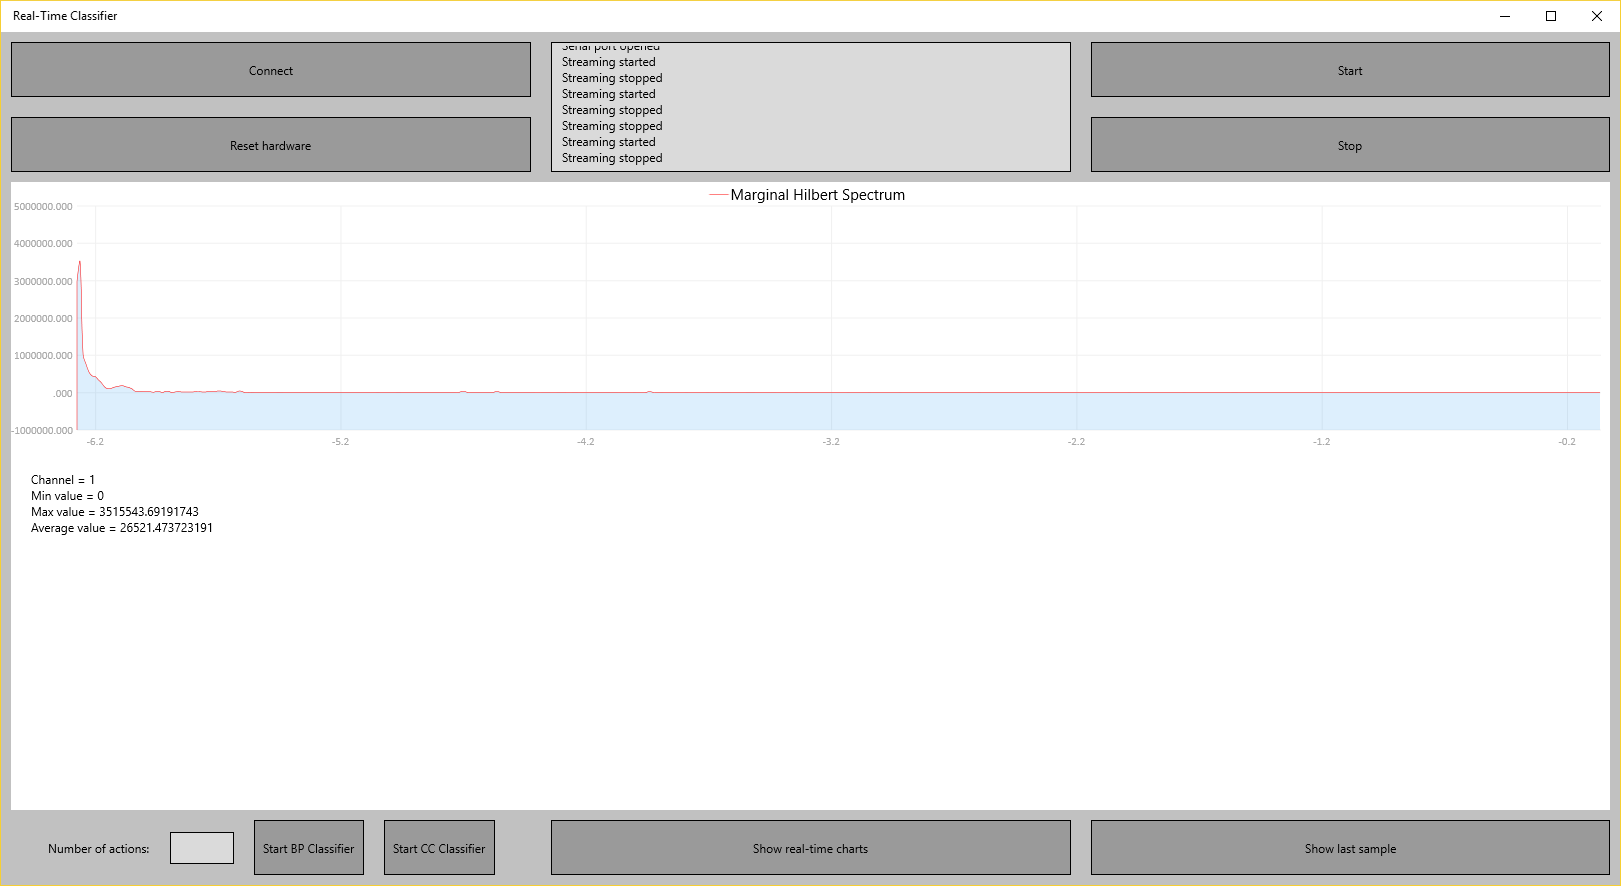 Real-Time Classifier
Connect
Reset hardware
Serial port opened
Streaming started
Streaming stopped
Streaming started
Streaming stopped
Streaming stopped
Streaming started
Streaming stopped
Start
Stop
Marginal Hilbert Spectrum
5000000.000
4000000.000
3000000.000
2000000.000
1000000.000
.000
-1000000.000
-6.2 -5.2 -4.2 -3.2 -2.2 -1.2 -0.2
Channel = 1
Min value = 0
Max value = 3515543.69191743
Average value = 26521.473723191
Number of actions:
Start BP Classifier
Start CC Classifier
Show real-time charts
Show last sample